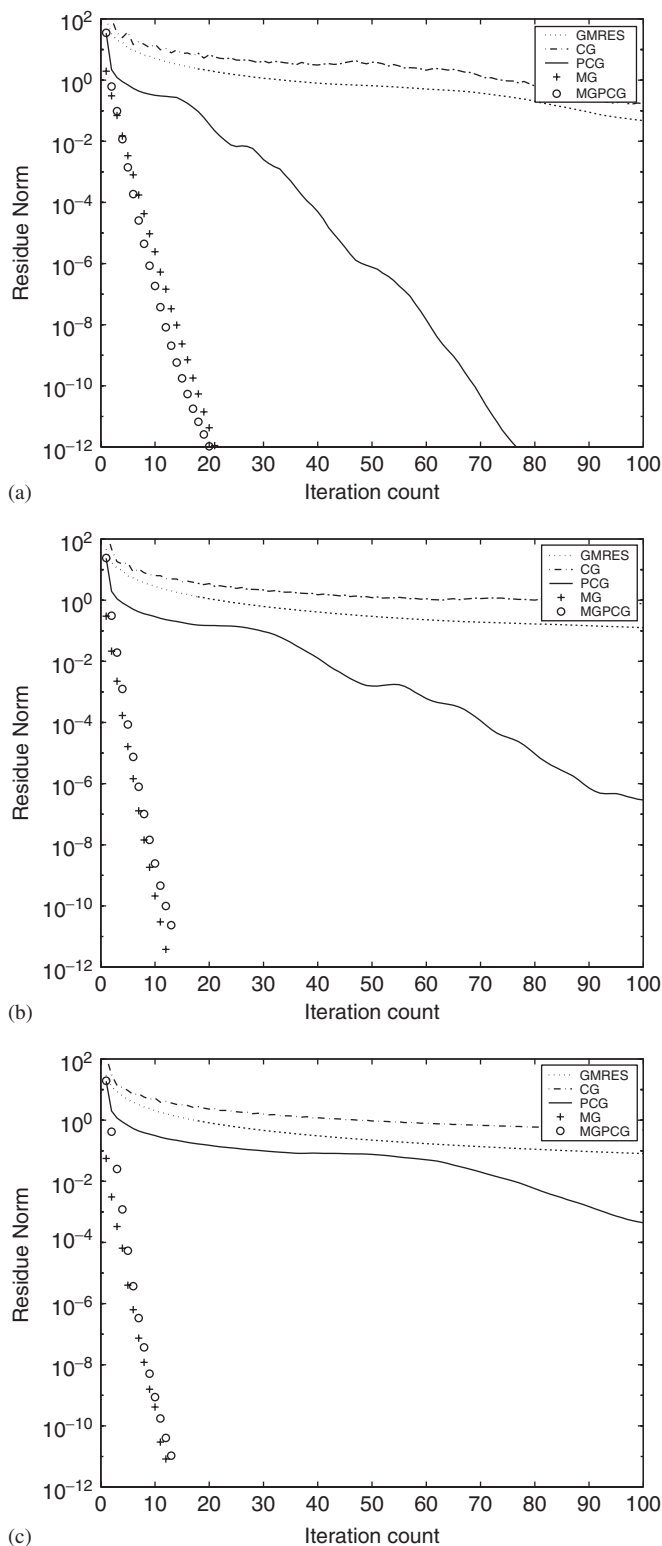 10^2
10^0
10^−2
10^−4
10^−6
10^−8
10^−10
10^−12
Residue Norm
GMRES
CG
PCG
MG
MGPCG
0 10 20 30 40 50 60 70 80 90 100
Iteration count
(a)
10^2
10^0
10^−2
10^−4
10^−6
10^−8
10^−10
10^−12
Residue Norm
GMRES
CG
PCG
MG
MGPCG
0 10 20 30 40 50 60 70 80 90 100
Iteration count
(b)
10^2
10^0
10^−2
10^−4
10^−6
10^−8
10^−10
10^−12
Residue Norm
GMRES
CG
PCG
MG
MGPCG
0 10 20 30 40 50 60 70 80 90 100
Iteration count
(c)